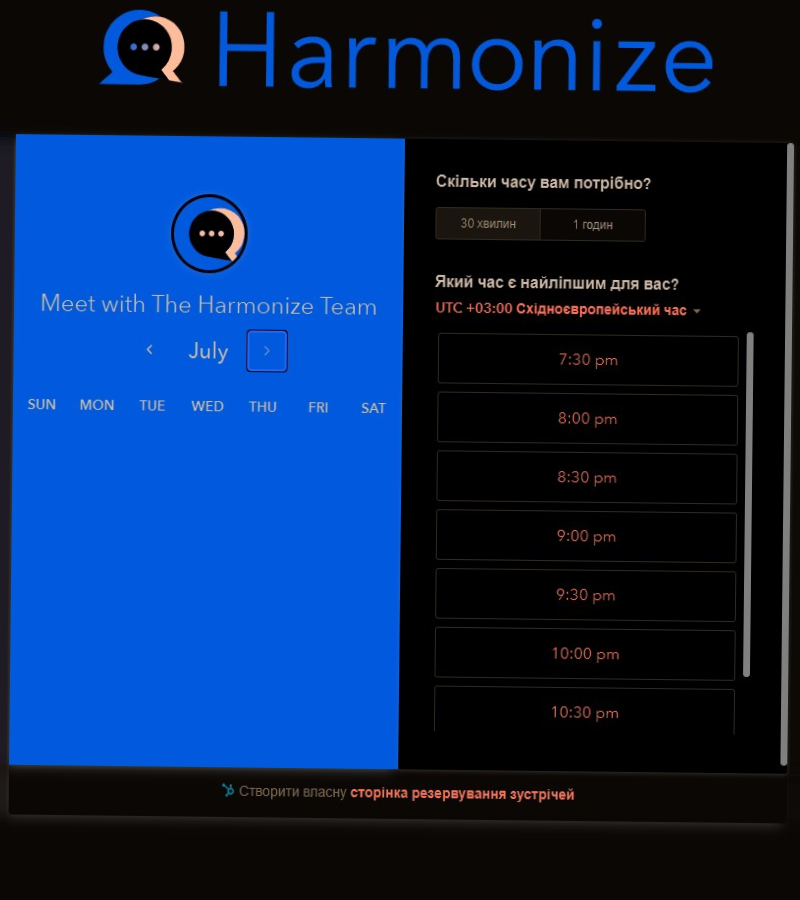 Harmonize
Meet with The Harmonize Team
July
SUN MON TUE WED THU FRI SAT
Скільки часу вам потрібно?
30 хвилин 1 годин
Який час є найліпшим для вас?
UTC +03:00 Східноєвропейський час
7:30 pm
8:00 pm
8:30 pm
9:00 pm
9:30 pm
10:00 pm
10:30 pm
Створити власну сторінка резервування зустрічей